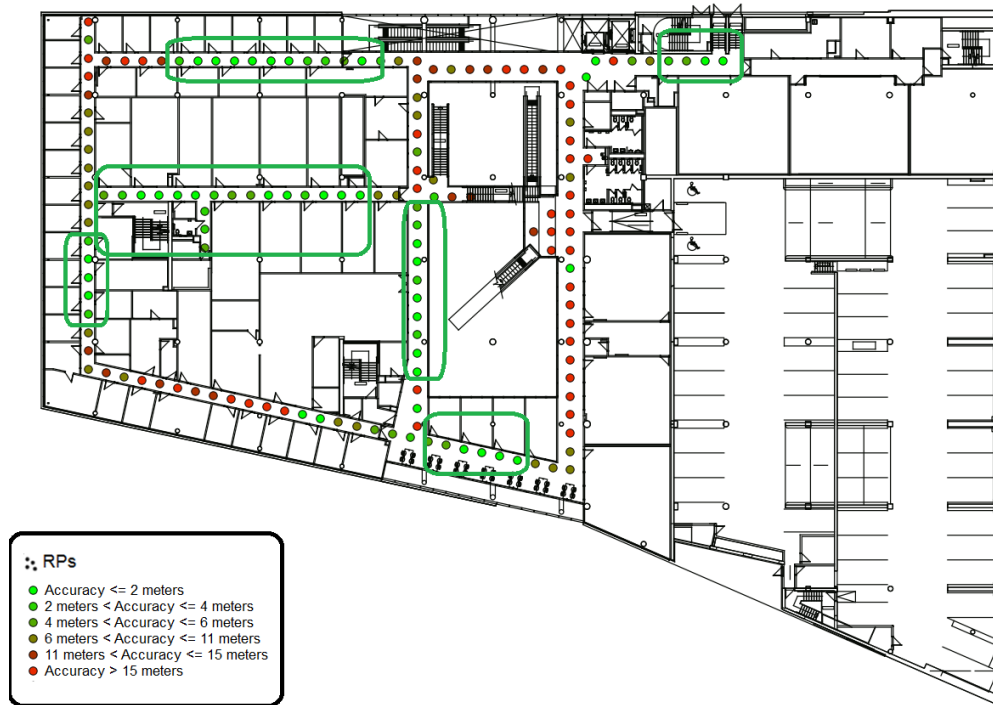 RPs
Accuracy <= 2 meters
2 meters < Accuracy <= 4 meters
4 meters < Accuracy <= 6 meters
6 meters < Accuracy <= 11 meters
11 meters < Accuracy <= 15 meters
Accuracy > 15 meters